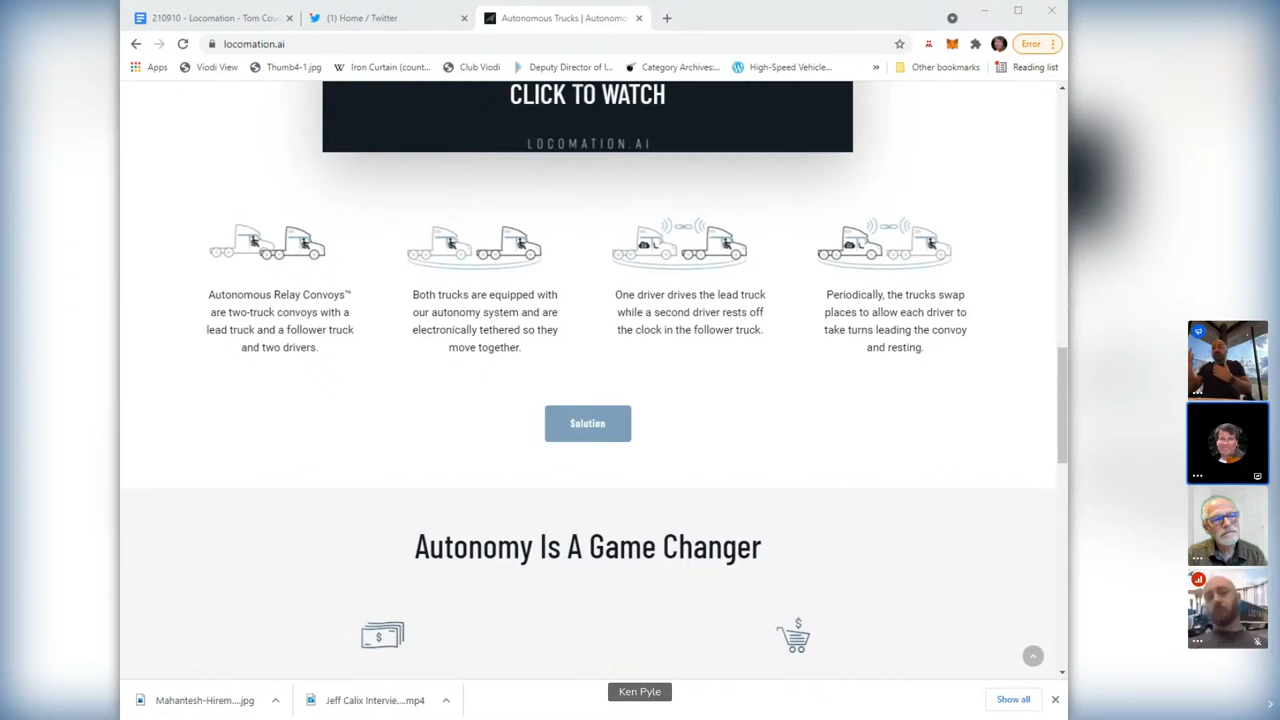 210910 - Locomation - Tom Cou
(1) Home / Twitter
Autonomous Trucks | Autonomo
locomation.ai
Error
Apps
Viodi View
Thumb4-1.jpg
Iron Curtain (count...
Club Viodi
Deputy Director of I...
Category Archives:...
High-Speed Vehicle...
»
Other bookmarks
Reading list
CLICK TO WATCH
LOCOMATION.AI
Autonomous Relay Convoys™
are two-truck convoys with a
lead truck and a follower truck
and two drivers.
Both trucks are equipped with
our autonomy system and are
electronically tethered so they
move together.
One driver drives the lead truck
while a second driver rests off
the clock in the follower truck.
Periodically, the trucks swap
places to allow each driver to
take turns leading the convoy
and resting.
Solution
Autonomy Is A Game Changer
$
$
Mahantesh-Hirem....jpg
Jeff Calix Intervie....mp4
Ken Pyle
Show all